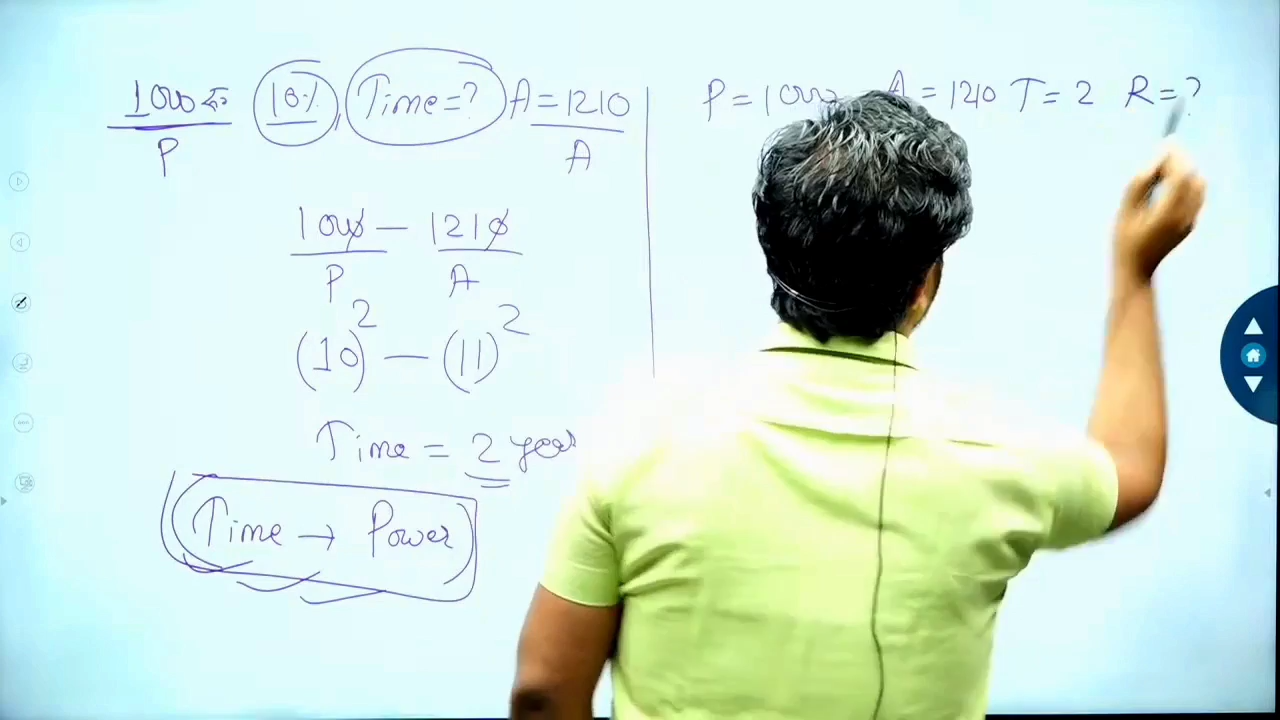 1000 रु 10%, Time=? A=1210
P A
1000 — 1210
P A
(10)² — (11)²
Time = 2 year
Time → Power
P = 1000 A = 1210 T = 2 R = ?